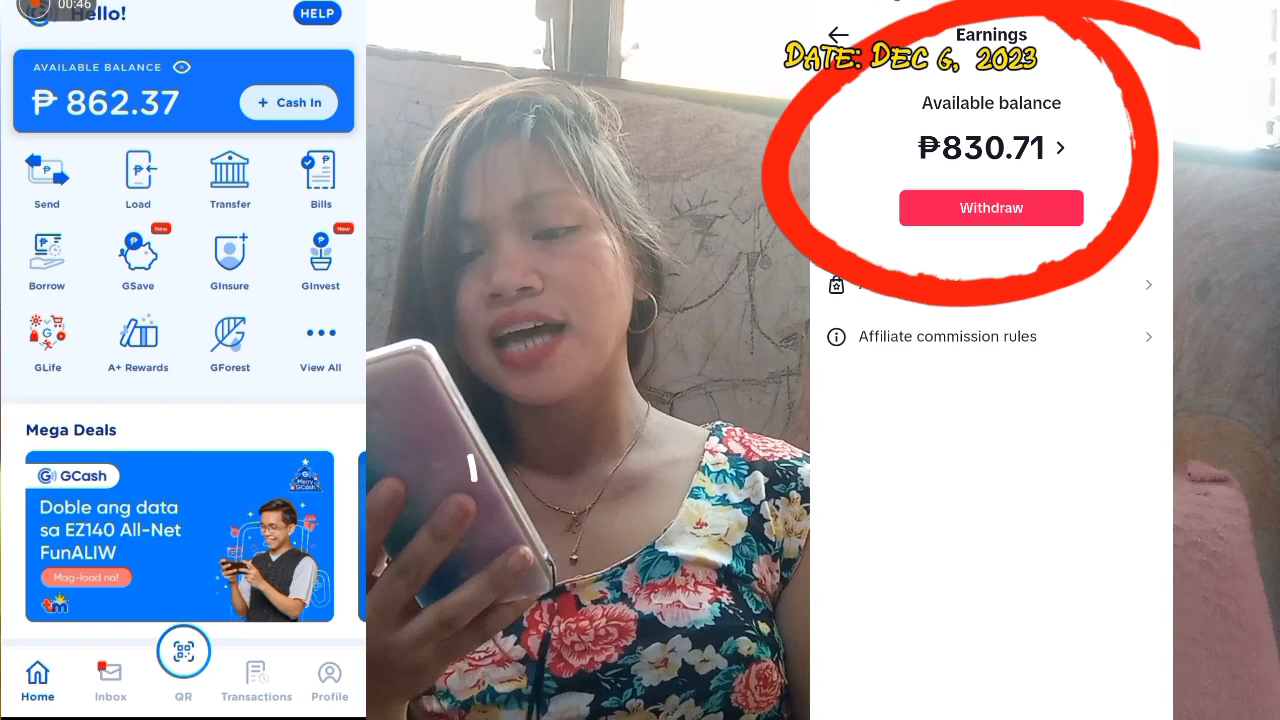 00:46
Hello!
HELP
AVAILABLE BALANCE
₱ 862.37
+ Cash In
Send
Load
Transfer
Bills
New
New
Borrow
GSave
GInsure
GInvest
GLife
A+ Rewards
GForest
View All
Mega Deals
GCash
Merry
GCash
Doble ang data
sa EZ140 All-Net
FunALIW
Mag-load na!
tm
Home
Inbox
QR
Transactions
Profile
Earnings
DATE: DEC 6, 2023
Available balance
₱830.71
Withdraw
Affiliate commission rules